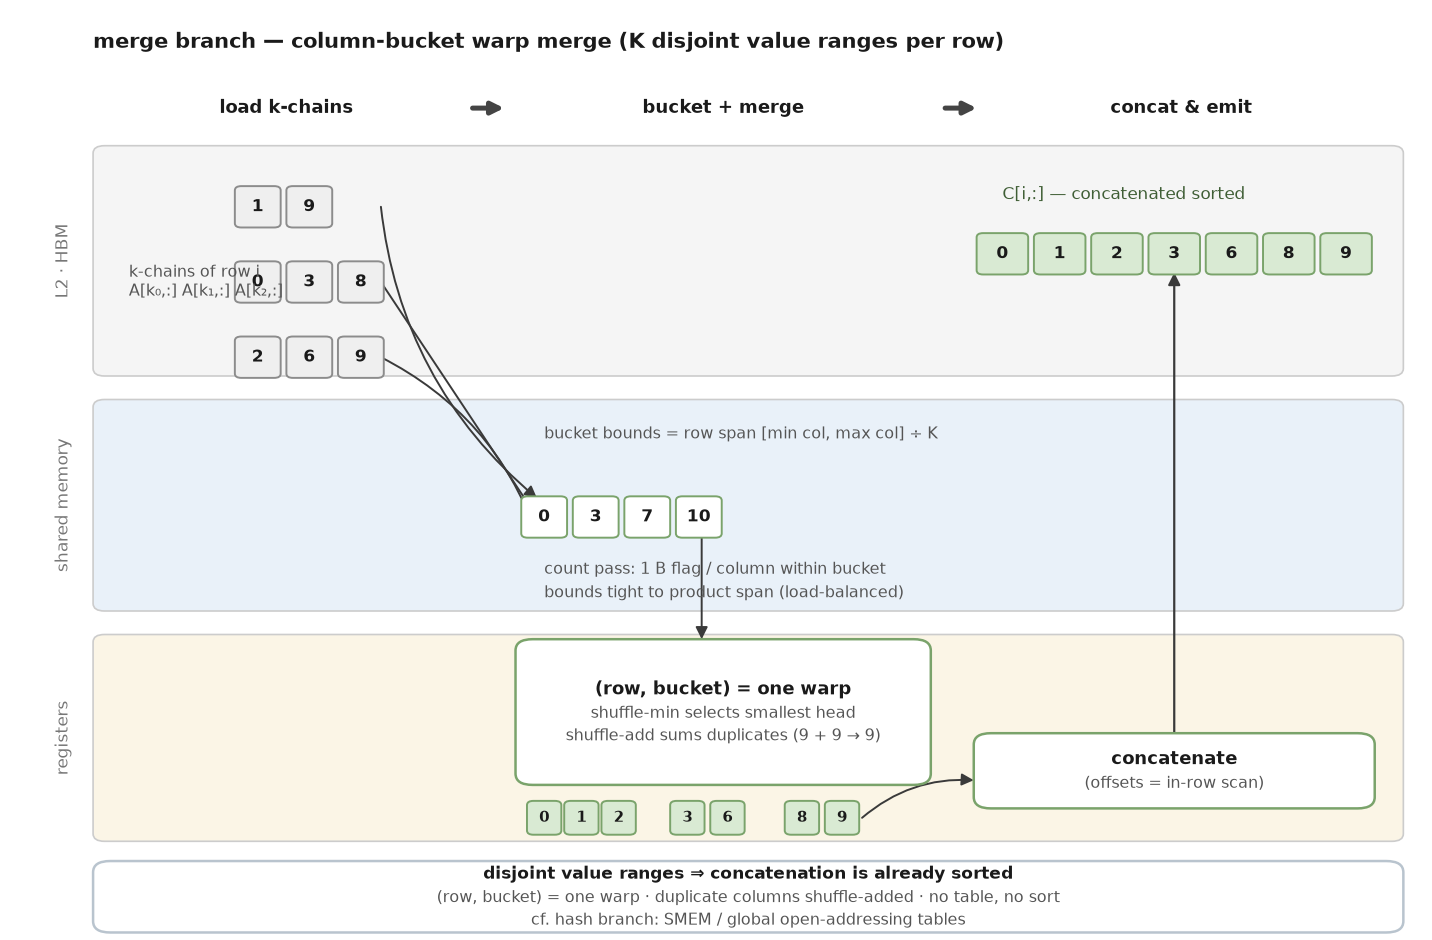 merge branch — column-bucket warp merge (K disjoint value ranges per row)
load k-chains
bucket + merge
concat & emit
L2 · HBM
1 9
k-chains of row i
A[k₀,:] A[k₁,:] A[k₂,:]
0 3 8
2 6 9
C[i,:] — concatenated sorted
0 1 2 3 6 8 9
shared memory
bucket bounds = row span [min col, max col] ÷ K
0 3 7 10
count pass: 1 B flag / column within bucket
bounds tight to product span (load-balanced)
registers
(row, bucket) = one warp
shuffle-min selects smallest head
shuffle-add sums duplicates (9 + 9 → 9)
0 1 2 3 6 8 9
concatenate
(offsets = in-row scan)
disjoint value ranges ⇒ concatenation is already sorted
(row, bucket) = one warp · duplicate columns shuffle-added · no table, no sort
cf. hash branch: SMEM / global open-addressing tables